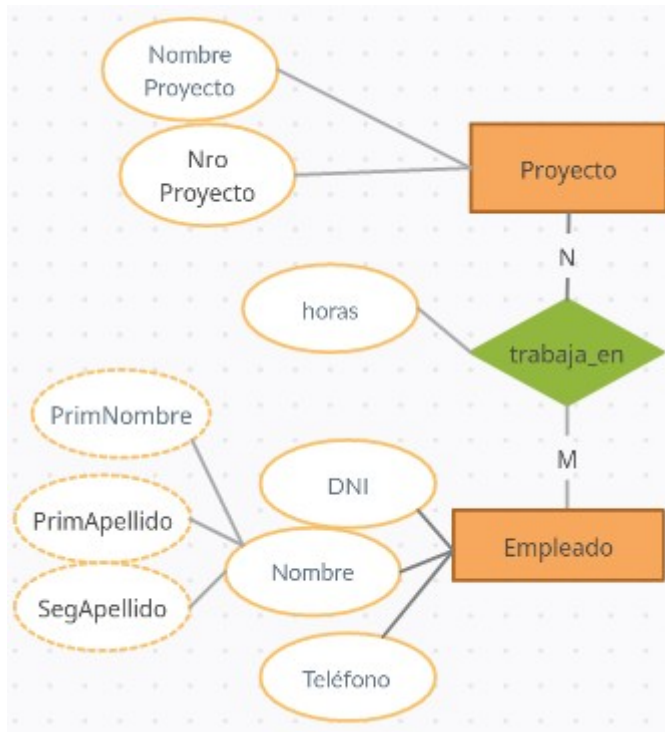 Nombre
Proyecto
Nro
Proyecto
Proyecto
N
horas
trabaja_en
PrimNombre
M
DNI
PrimApellido
Empleado
Nombre
SegApellido
Teléfono